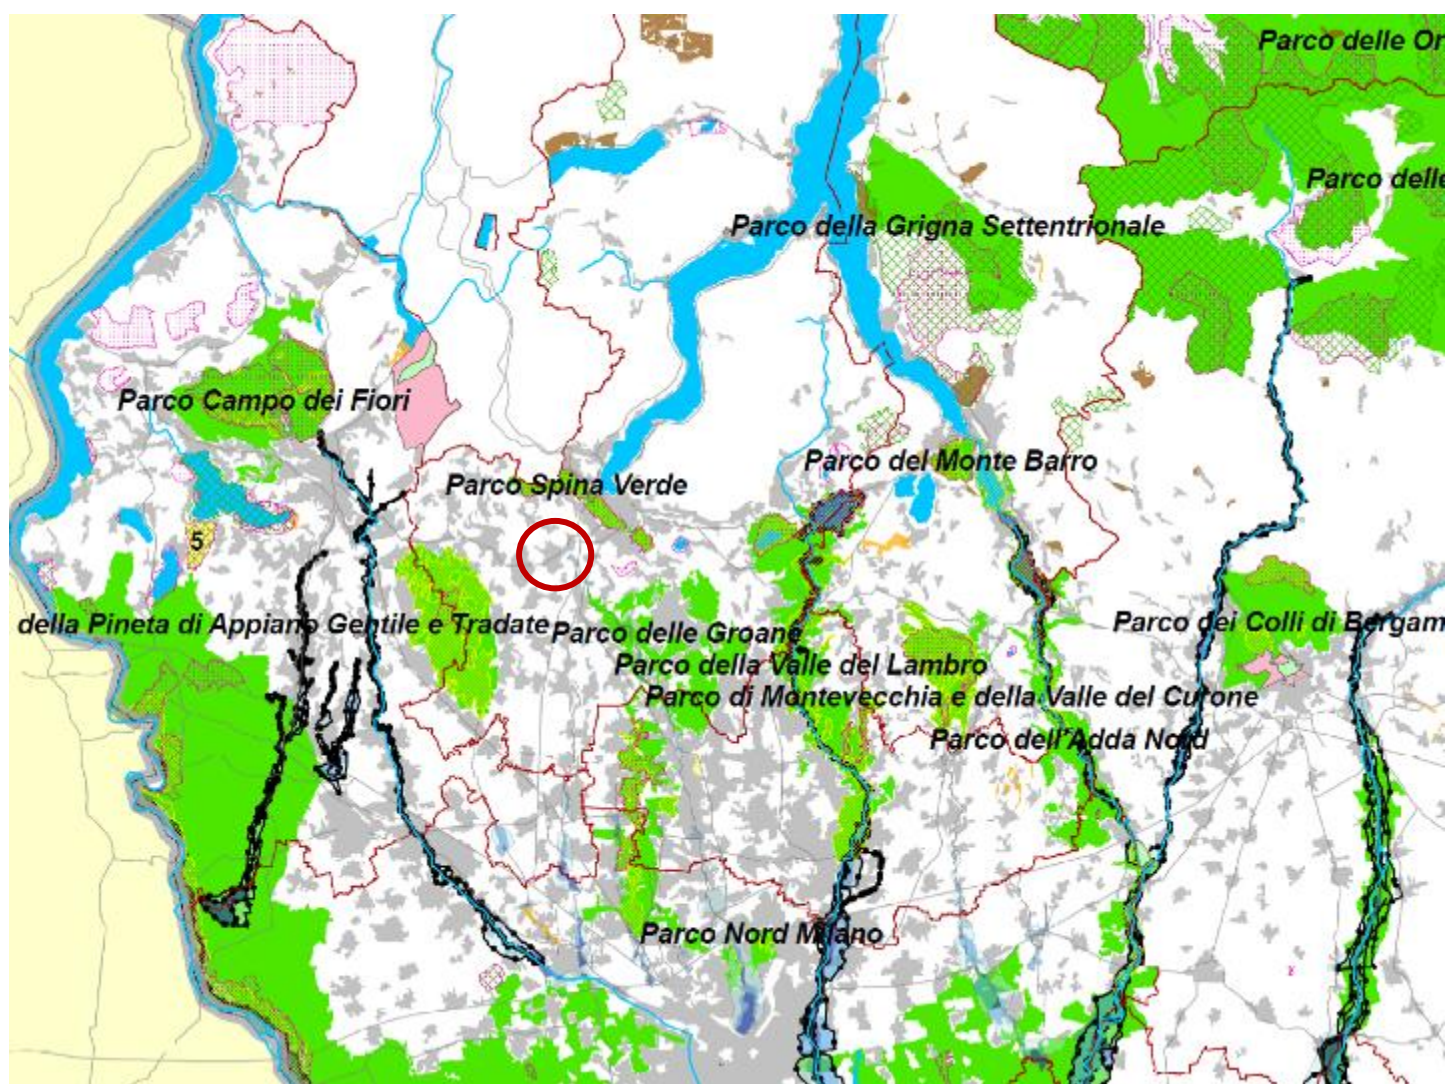 Parco delle Or
Parco delle
Parco della Grigna Settentrionale
Parco Campo dei Fiori
Parco del Monte Barro
Parco Spina Verde
5
della Pineta di Appiano Gentile e Tradate
Parco delle Groane
Parco dei Colli di Bergam
Parco della Valle del Lambro
Parco di Montevecchia e della Valle del Curone
Parco dell'Adda Nord
Parco Nord Milano